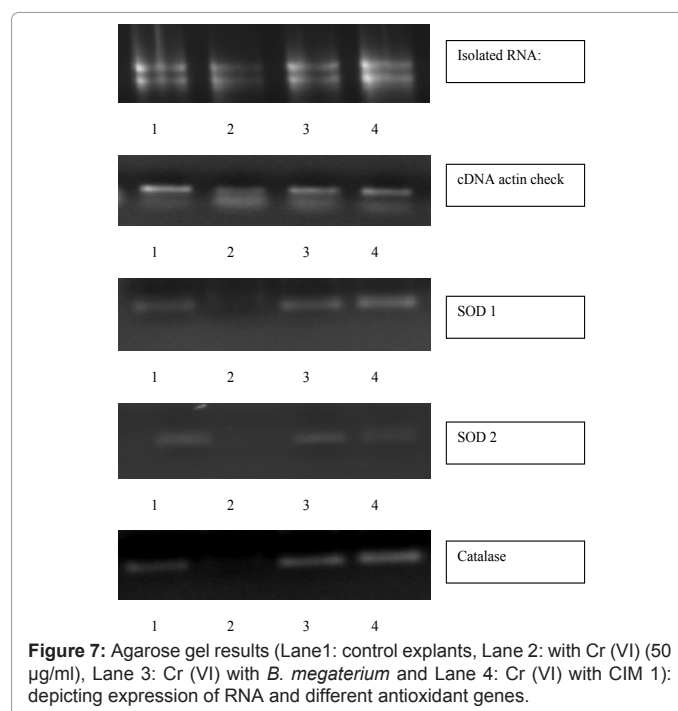 Isolated RNA:
1 2 3 4
cDNA actin check
1 2 3 4
SOD 1
1 2 3 4
SOD 2
1 2 3 4
Catalase
1 2 3 4
Figure 7: Agarose gel results (Lane1: control explants, Lane 2: with Cr (VI) (50
µg/ml), Lane 3: Cr (VI) with B. megaterium and Lane 4: Cr (VI) with CIM 1):
depicting expression of RNA and different antioxidant genes.